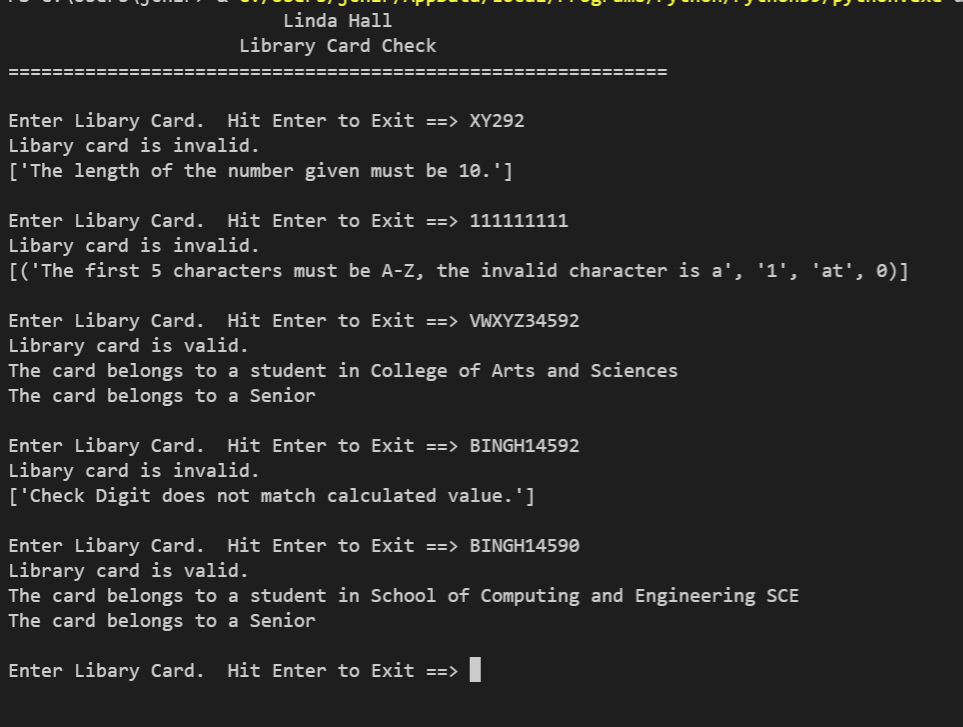 Linda Hall
Library Card Check
============================================================
Enter Libary Card.  Hit Enter to Exit ==> XY292
Libary card is invalid.
['The length of the number given must be 10.']
Enter Libary Card.  Hit Enter to Exit ==> 111111111
Libary card is invalid.
[('The first 5 characters must be A-Z, the invalid character is a', '1', 'at', 0)]
Enter Libary Card.  Hit Enter to Exit ==> VWXYZ34592
Library card is valid.
The card belongs to a student in College of Arts and Sciences
The card belongs to a Senior
Enter Libary Card.  Hit Enter to Exit ==> BINGH14592
Libary card is invalid.
['Check Digit does not match calculated value.']
Enter Libary Card.  Hit Enter to Exit ==> BINGH14590
Library card is valid.
The card belongs to a student in School of Computing and Engineering SCE
The card belongs to a Senior
Enter Libary Card.  Hit Enter to Exit ==>